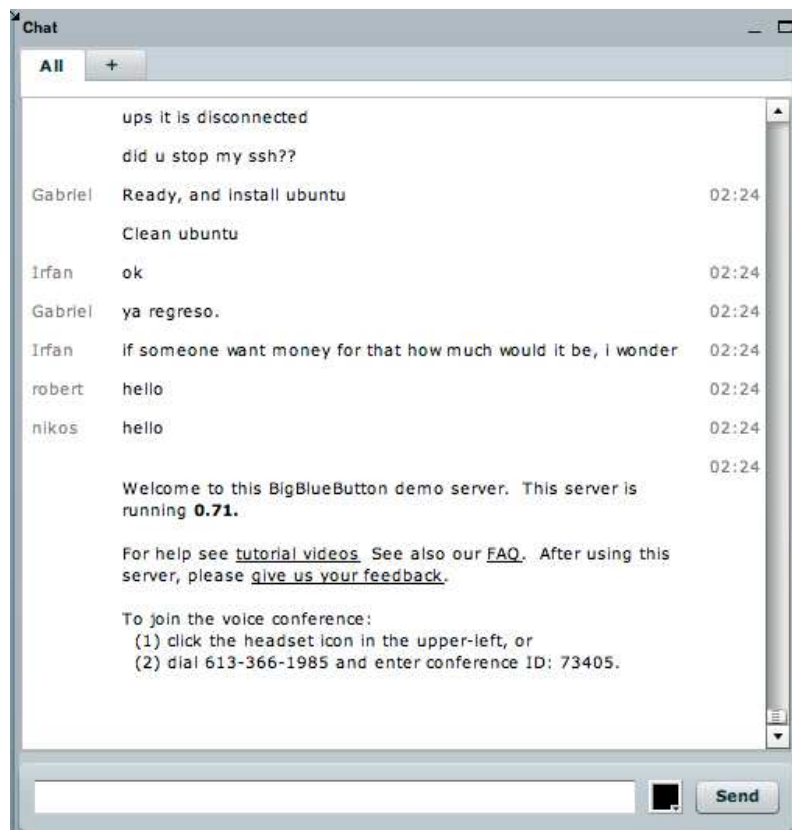 Chat
All +
ups it is disconnected
did u stop my ssh??
Gabriel Ready, and install ubuntu 02:24
Clean ubuntu
Irfan ok 02:24
Gabriel ya regreso. 02:24
Irfan if someone want money for that how much would it be, i wonder 02:24
robert hello 02:24
nikos hello 02:24
02:24
Welcome to this BigBlueButton demo server. This server is
running 0.71.
For help see tutorial videos See also our FAQ. After using this
server, please give us your feedback.
To join the voice conference:
(1) click the headset icon in the upper-left, or
(2) dial 613-366-1985 and enter conference ID: 73405.
Send